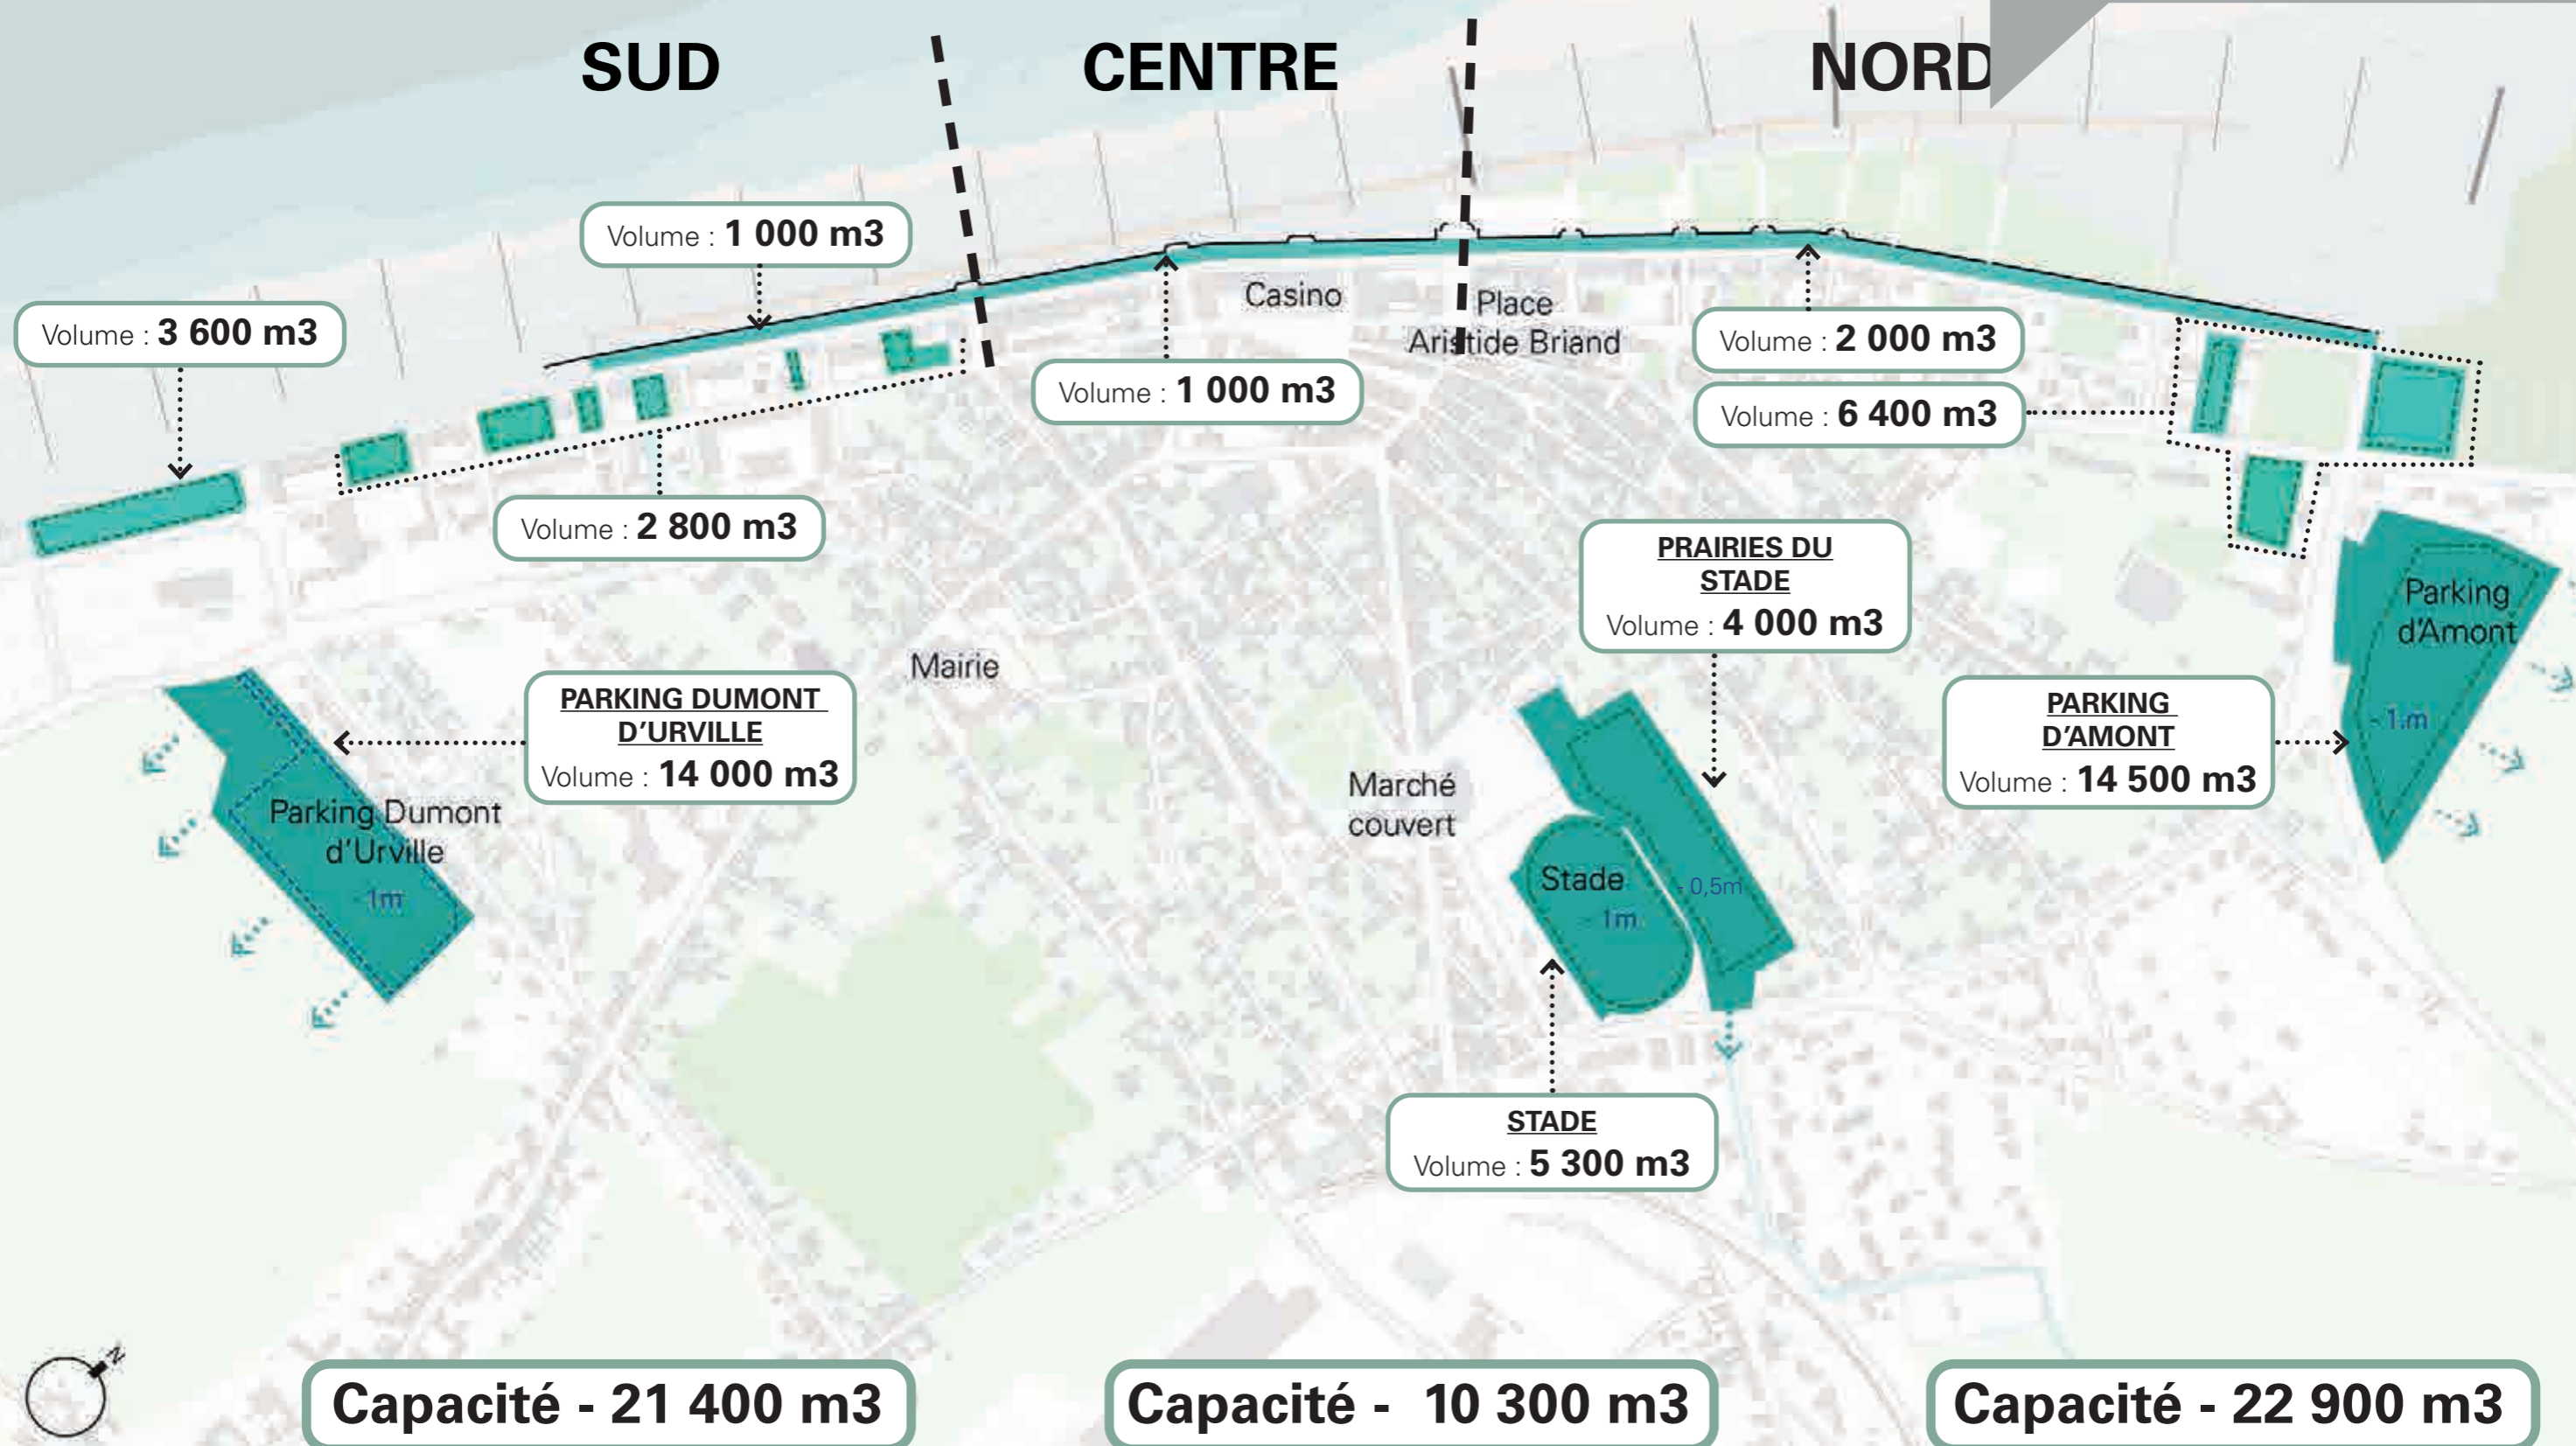 SUD
CENTRE
NORD
Volume : 1 000 m3
Volume : 3 600 m3
Casino
Place
Aristide Briand
Volume : 2 000 m3
Volume : 1 000 m3
Volume : 6 400 m3
Volume : 2 800 m3
PRAIRIES DU
STADE
Volume : 4 000 m3
Parking
d'Amont
- 1.m
Mairie
PARKING DUMONT
D'URVILLE
Volume : 14 000 m3
PARKING
D'AMONT
Volume : 14 500 m3
Parking Dumont
d'Urville
- 1m
Marché
couvert
Stade
- 1m
- 0,5m
STADE
Volume : 5 300 m3
N
Capacité - 21 400 m3
Capacité - 10 300 m3
Capacité - 22 900 m3